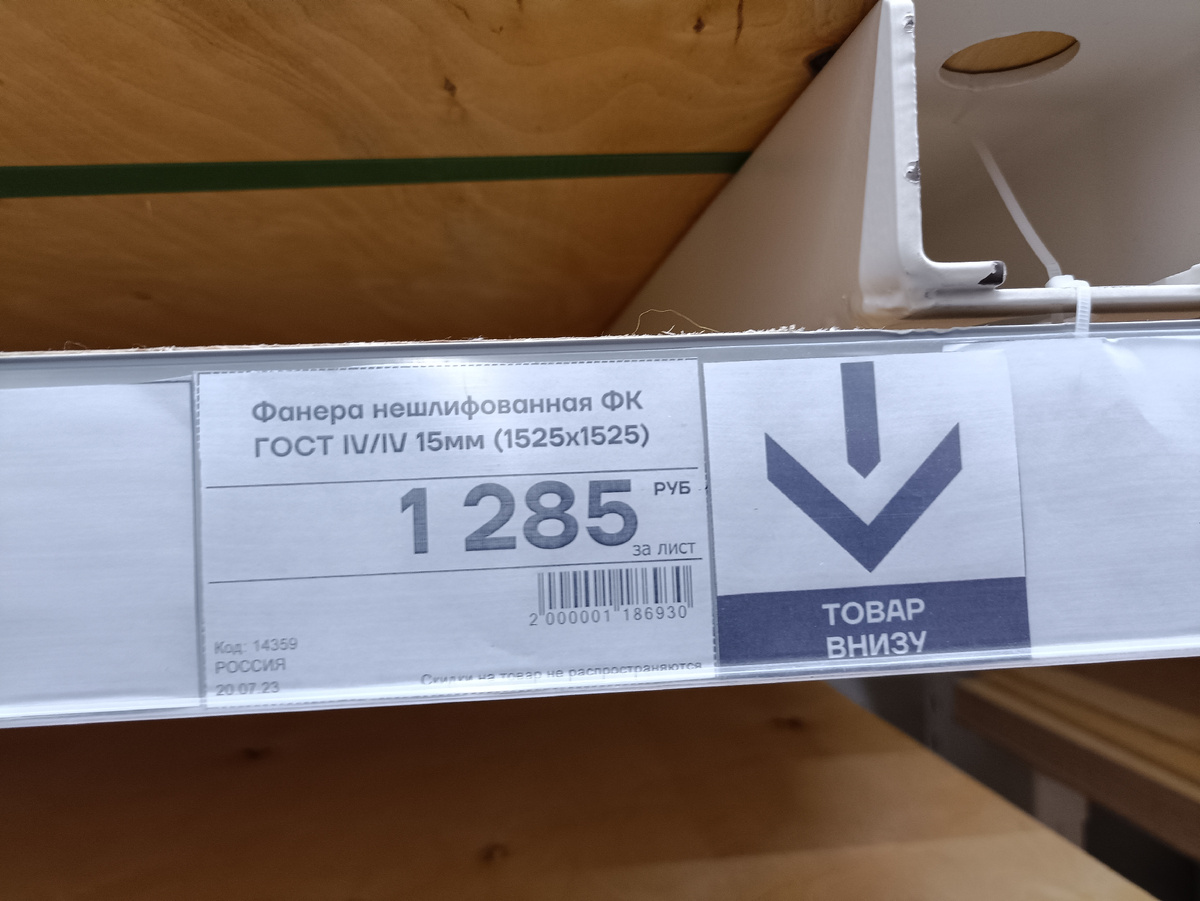 Фанера нешлифованная ФК
ГОСТ IV/IV 15мм (1525х1525)
1 285 РУБ
за лист
2 000001 186930
Код: 14359
РОССИЯ
20.07.23
Скидки на товар не распространяются
ТОВАР
ВНИЗУ